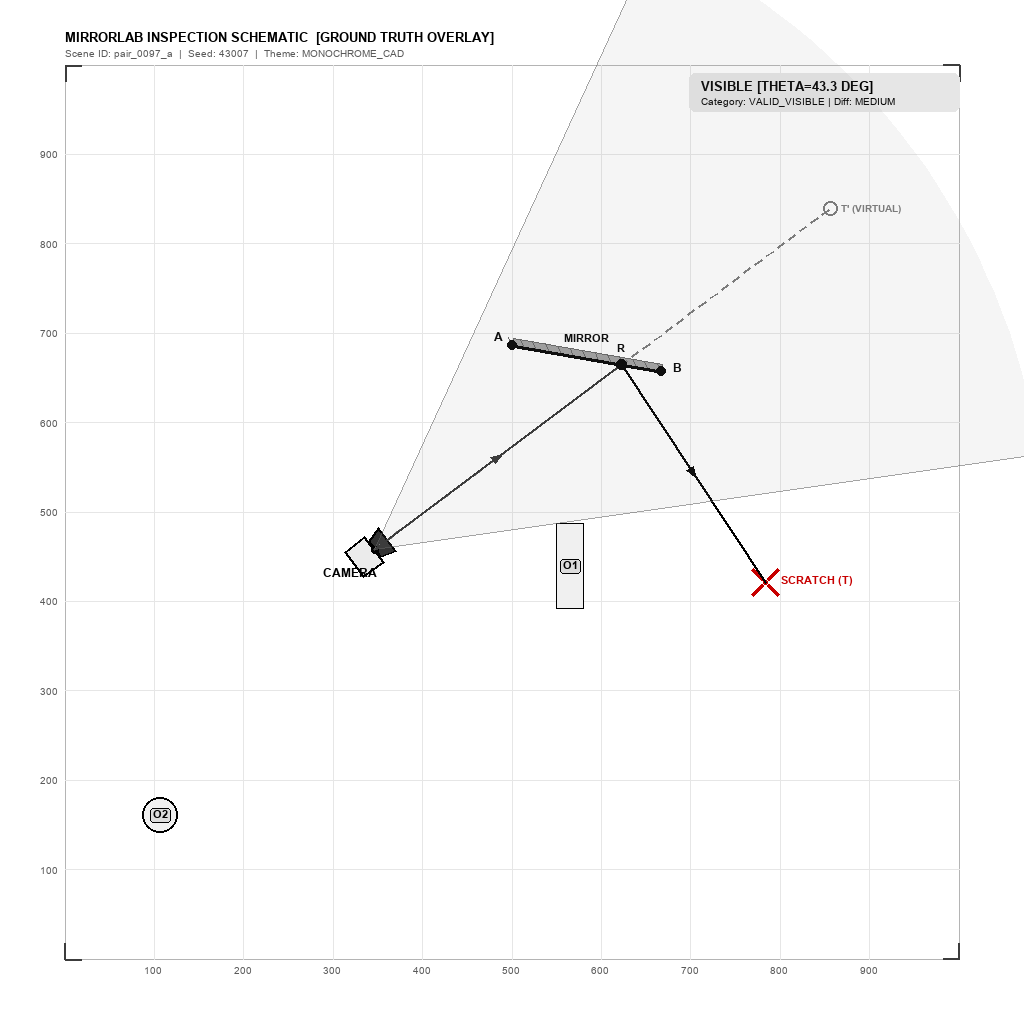 MIRRORLAB INSPECTION SCHEMATIC  [GROUND TRUTH OVERLAY]
Scene ID: pair_0097_a  |  Seed: 43007  |  Theme: MONOCHROME_CAD
VISIBLE [THETA=43.3 DEG]
Category: VALID_VISIBLE | Diff: MEDIUM
900
T' (VIRTUAL)
800
700
A
MIRROR
R
B
600
500
CAMERA
O1
SCRATCH (T)
400
300
200
O2
100
100 200 300 400 500 600 700 800 900